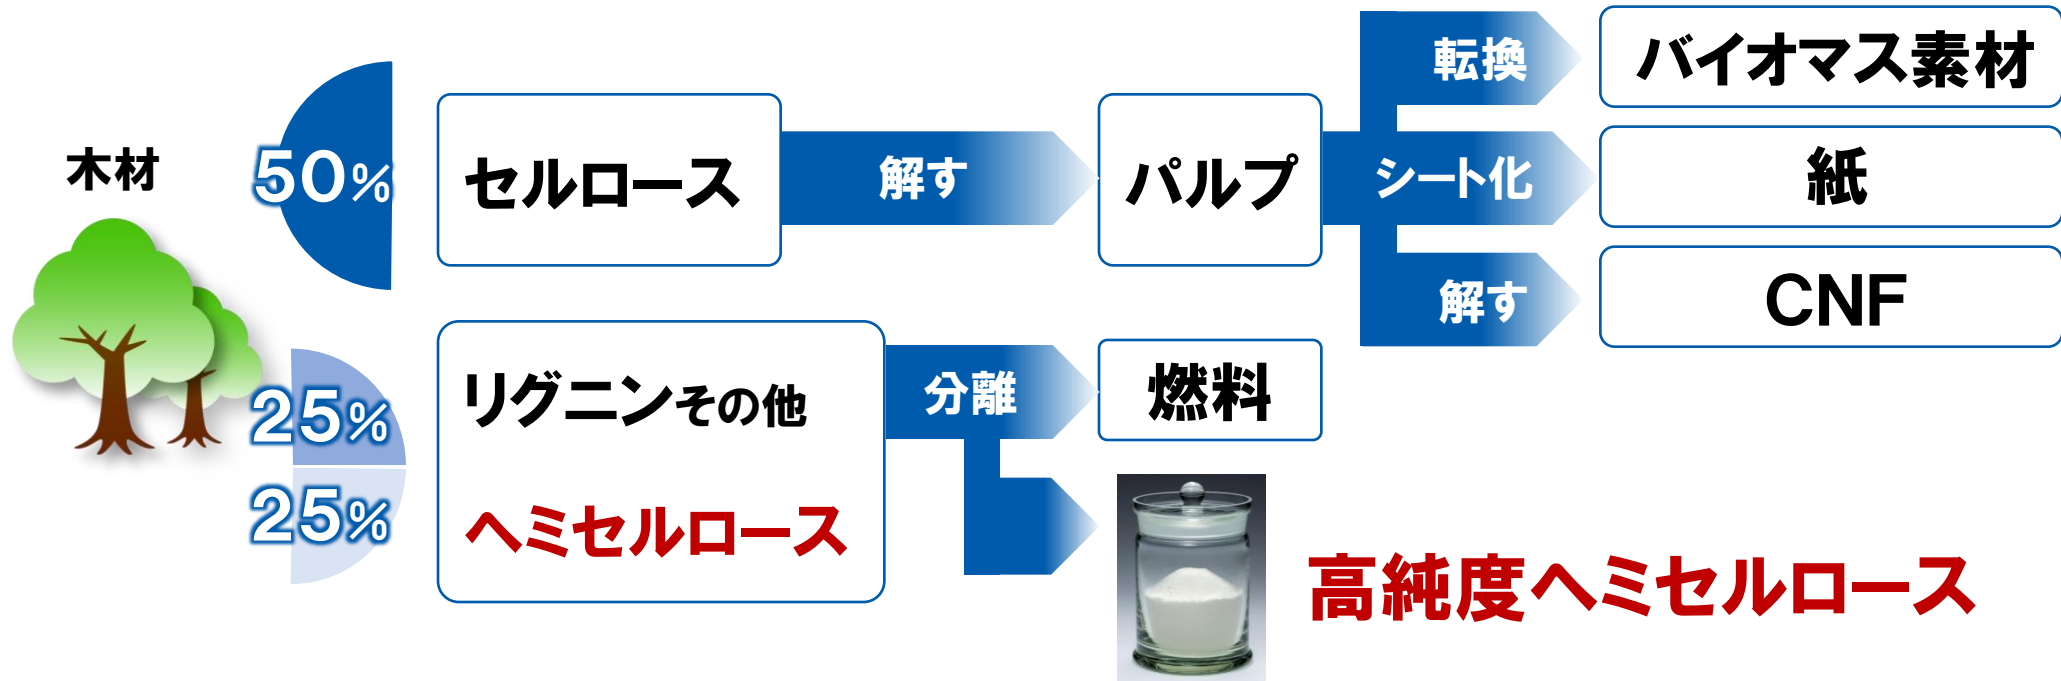 木材
50%
セルロース
解す
パルプ
転換
バイオマス素材
シート化
紙
解す
CNF
25%
リグニンその他
分離
燃料
25%
ヘミセルロース
高純度ヘミセルロース